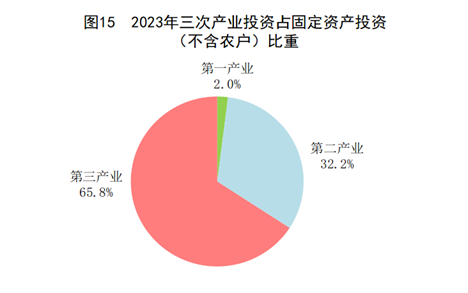 图15  2023年三次产业投资占固定资产投资
（不含农户）比重
第一产业
2.0%
第二产业
32.2%
第三产业
65.8%